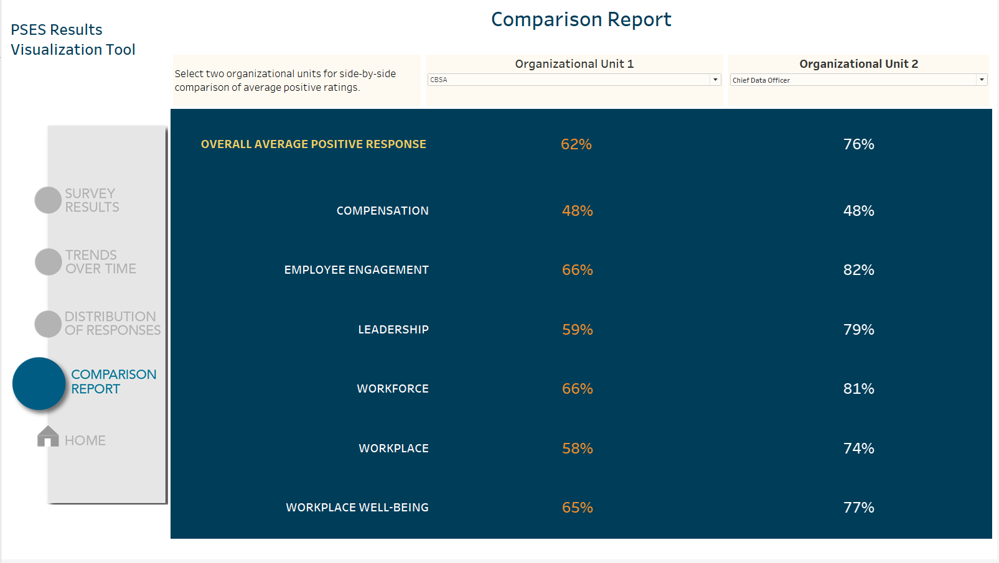 PSES Results
Visualization Tool
Comparison Report
Select two organizational units for side-by-side
comparison of average positive ratings.
Organizational Unit 1
CBSA
Organizational Unit 2
Chief Data Officer
SURVEY
RESULTS
TRENDS
OVER TIME
DISTRIBUTION
OF RESPONSES
COMPARISON
REPORT
HOME
OVERALL AVERAGE POSITIVE RESPONSE 62% 76%
COMPENSATION 48% 48%
EMPLOYEE ENGAGEMENT 66% 82%
LEADERSHIP 59% 79%
WORKFORCE 66% 81%
WORKPLACE 58% 74%
WORKPLACE WELL-BEING 65% 77%